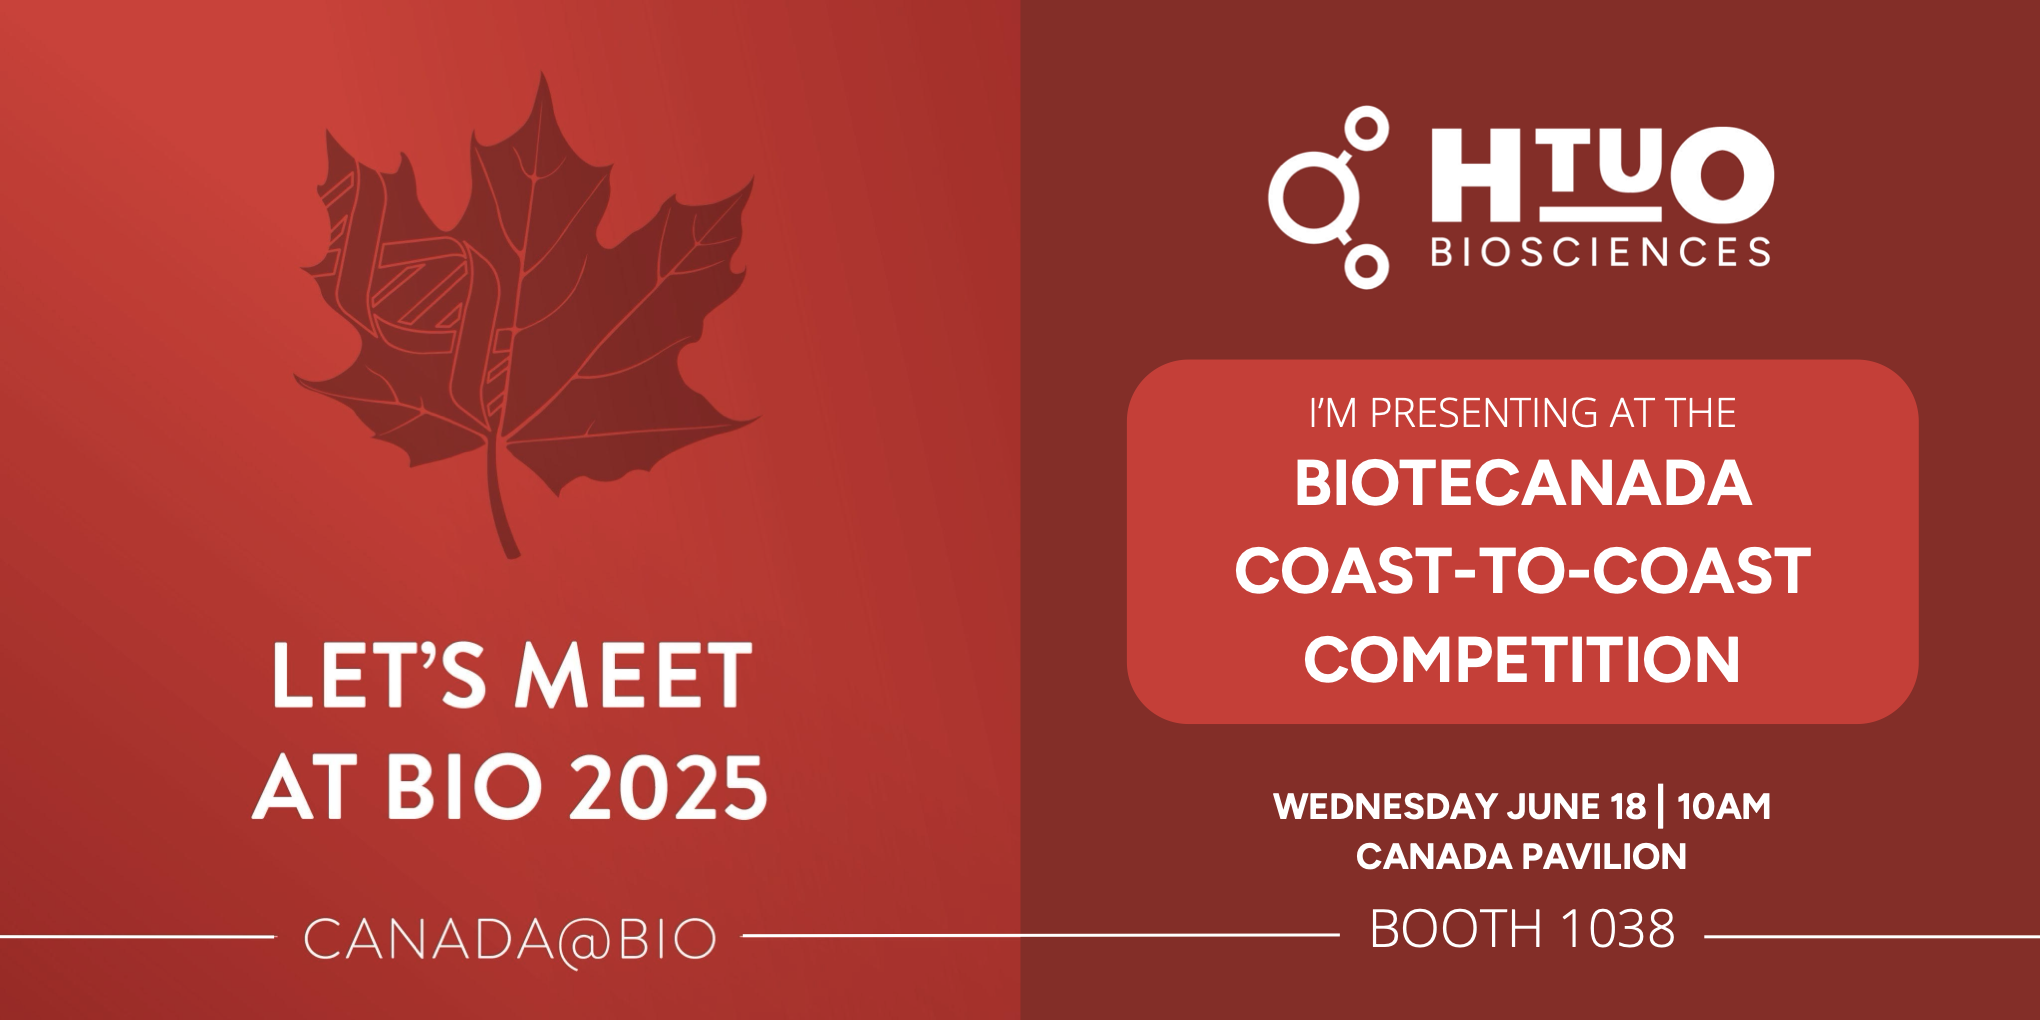 LET'S MEET
AT BIO 2025
CANADA@BIO
HTUO
BIOSCIENCES
I'M PRESENTING AT THE
BIOTECANADA
COAST-TO-COAST
COMPETITION
WEDNESDAY JUNE 18 | 10AM
CANADA PAVILION
BOOTH 1038